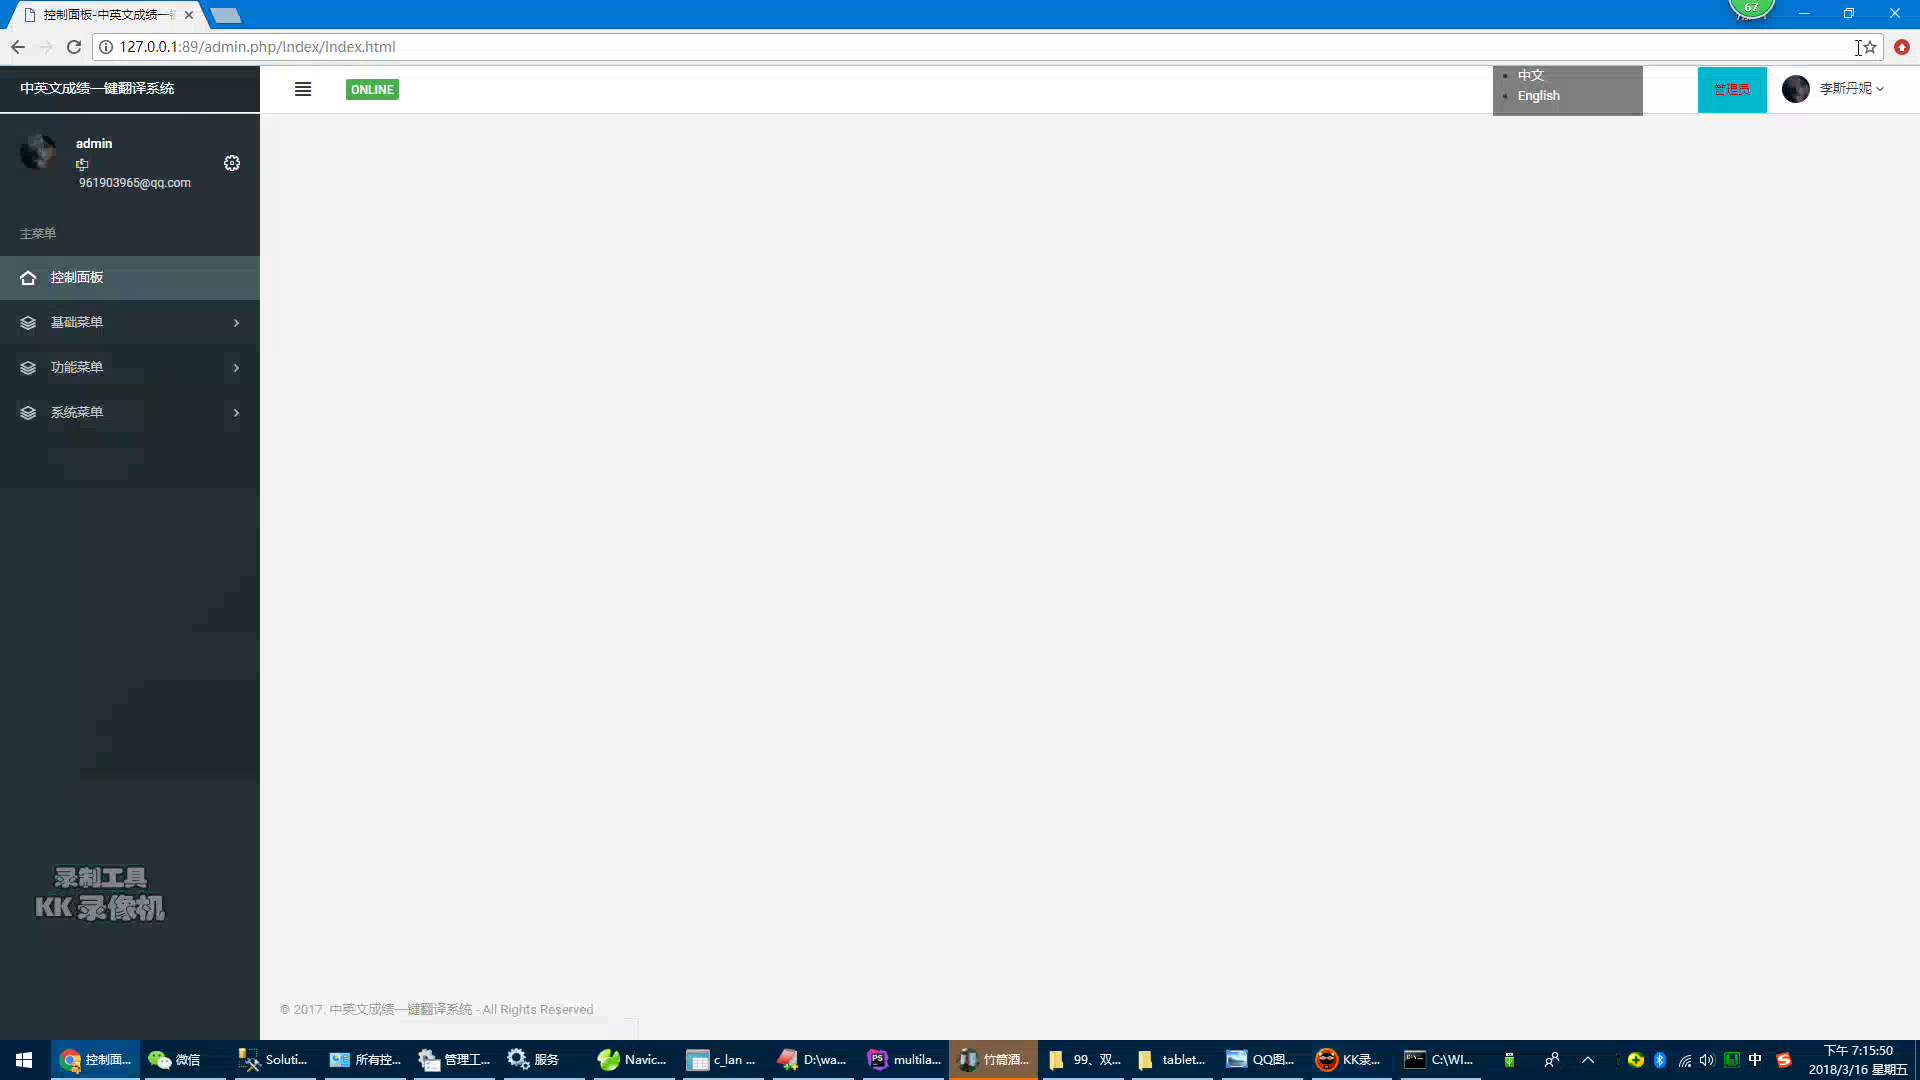 控制面板-中英文成绩一
67
127.0.0.1:89/admin.php/Index/Index.html
中英文成绩一键翻译系统
ONLINE
中文
English
管理员
李斯丹妮
admin
961903965@qq.com
主菜单
控制面板
基础菜单
功能菜单
系统菜单
录制工具
KK 录像机
© 2017. 中英文成绩一键翻译系统 - All Rights Reserved
控制面...
微信
Soluti...
所有控...
管理工...
服务
Navic...
c_lan ...
D:\wa...
multila...
竹筒酒...
99、双...
tablet...
QQ图...
KK录...
C:\WI...
中
下午 7:15:50
2018/3/16 星期五